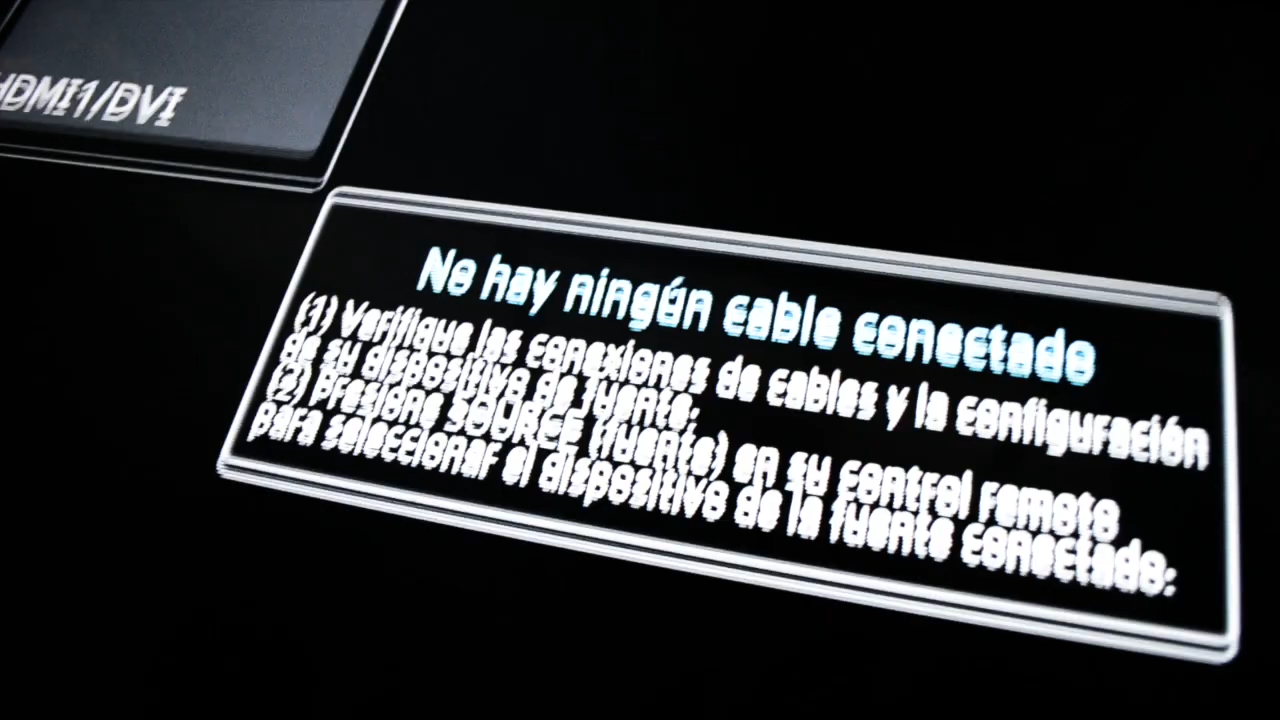 HDMI1/DVI
No hay ningún cable conectado
(1) Verifique las conexiones de cables y la configuración
de su dispositivo de fuente.
(2) Presione SOURCE (fuente) en su control remoto
para seleccionar el dispositivo de la fuente conectado.